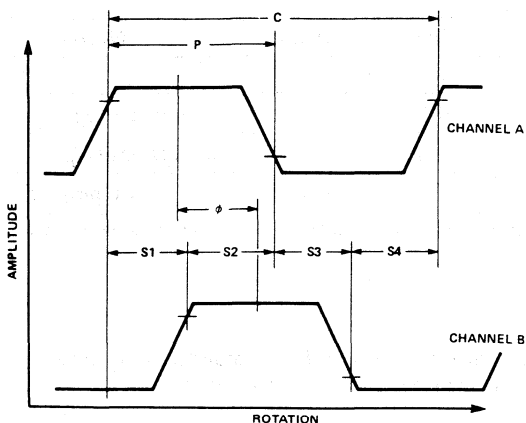 C
P
CHANNEL A
ϕ
S1 S2 S3 S4
AMPLITUDE
CHANNEL B
ROTATION